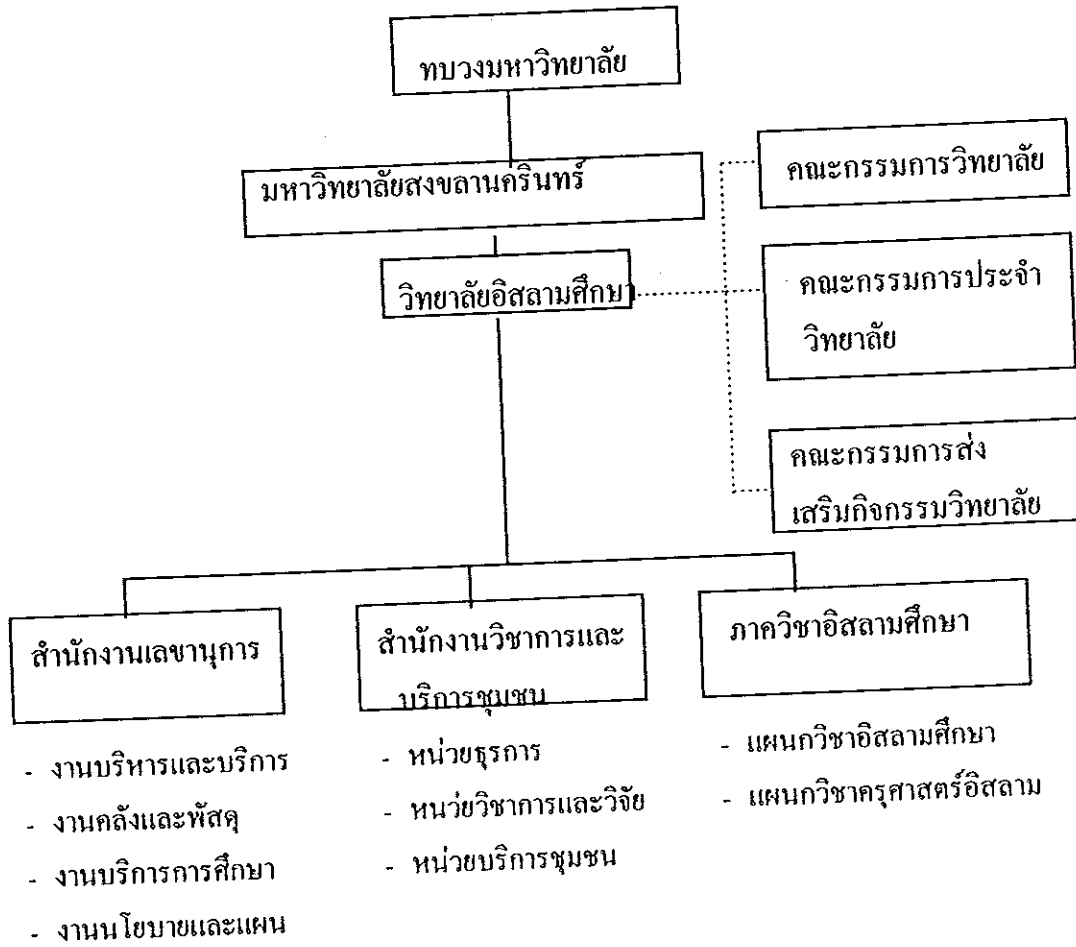 ทบวงมหาวิทยาลัย
มหาวิทยาลัยสงขลานครินทร์
วิทยาลัยอิสลามศึกษา
คณะกรรมการวิทยาลัย
คณะกรรมการประจำ
วิทยาลัย
คณะกรรมการส่ง
เสริมกิจกรรมวิทยาลัย
สำนักงานเลขานุการ
- งานบริหารและบริการ
- งานคลังและพัสดุ
- งานบริการการศึกษา
- งานนโยบายและแผน
สำนักงานวิชาการและ
บริการชุมชน
- หน่วยธุรการ
- หนว่ยวิชาการและวิจัย
- หน่วยบริการชุมชน
ภาควิชาอิสลามศึกษา
- แผนกวิชาอิสลามศึกษา
- แผนกวิชาครุศาสตร์อิสลาม